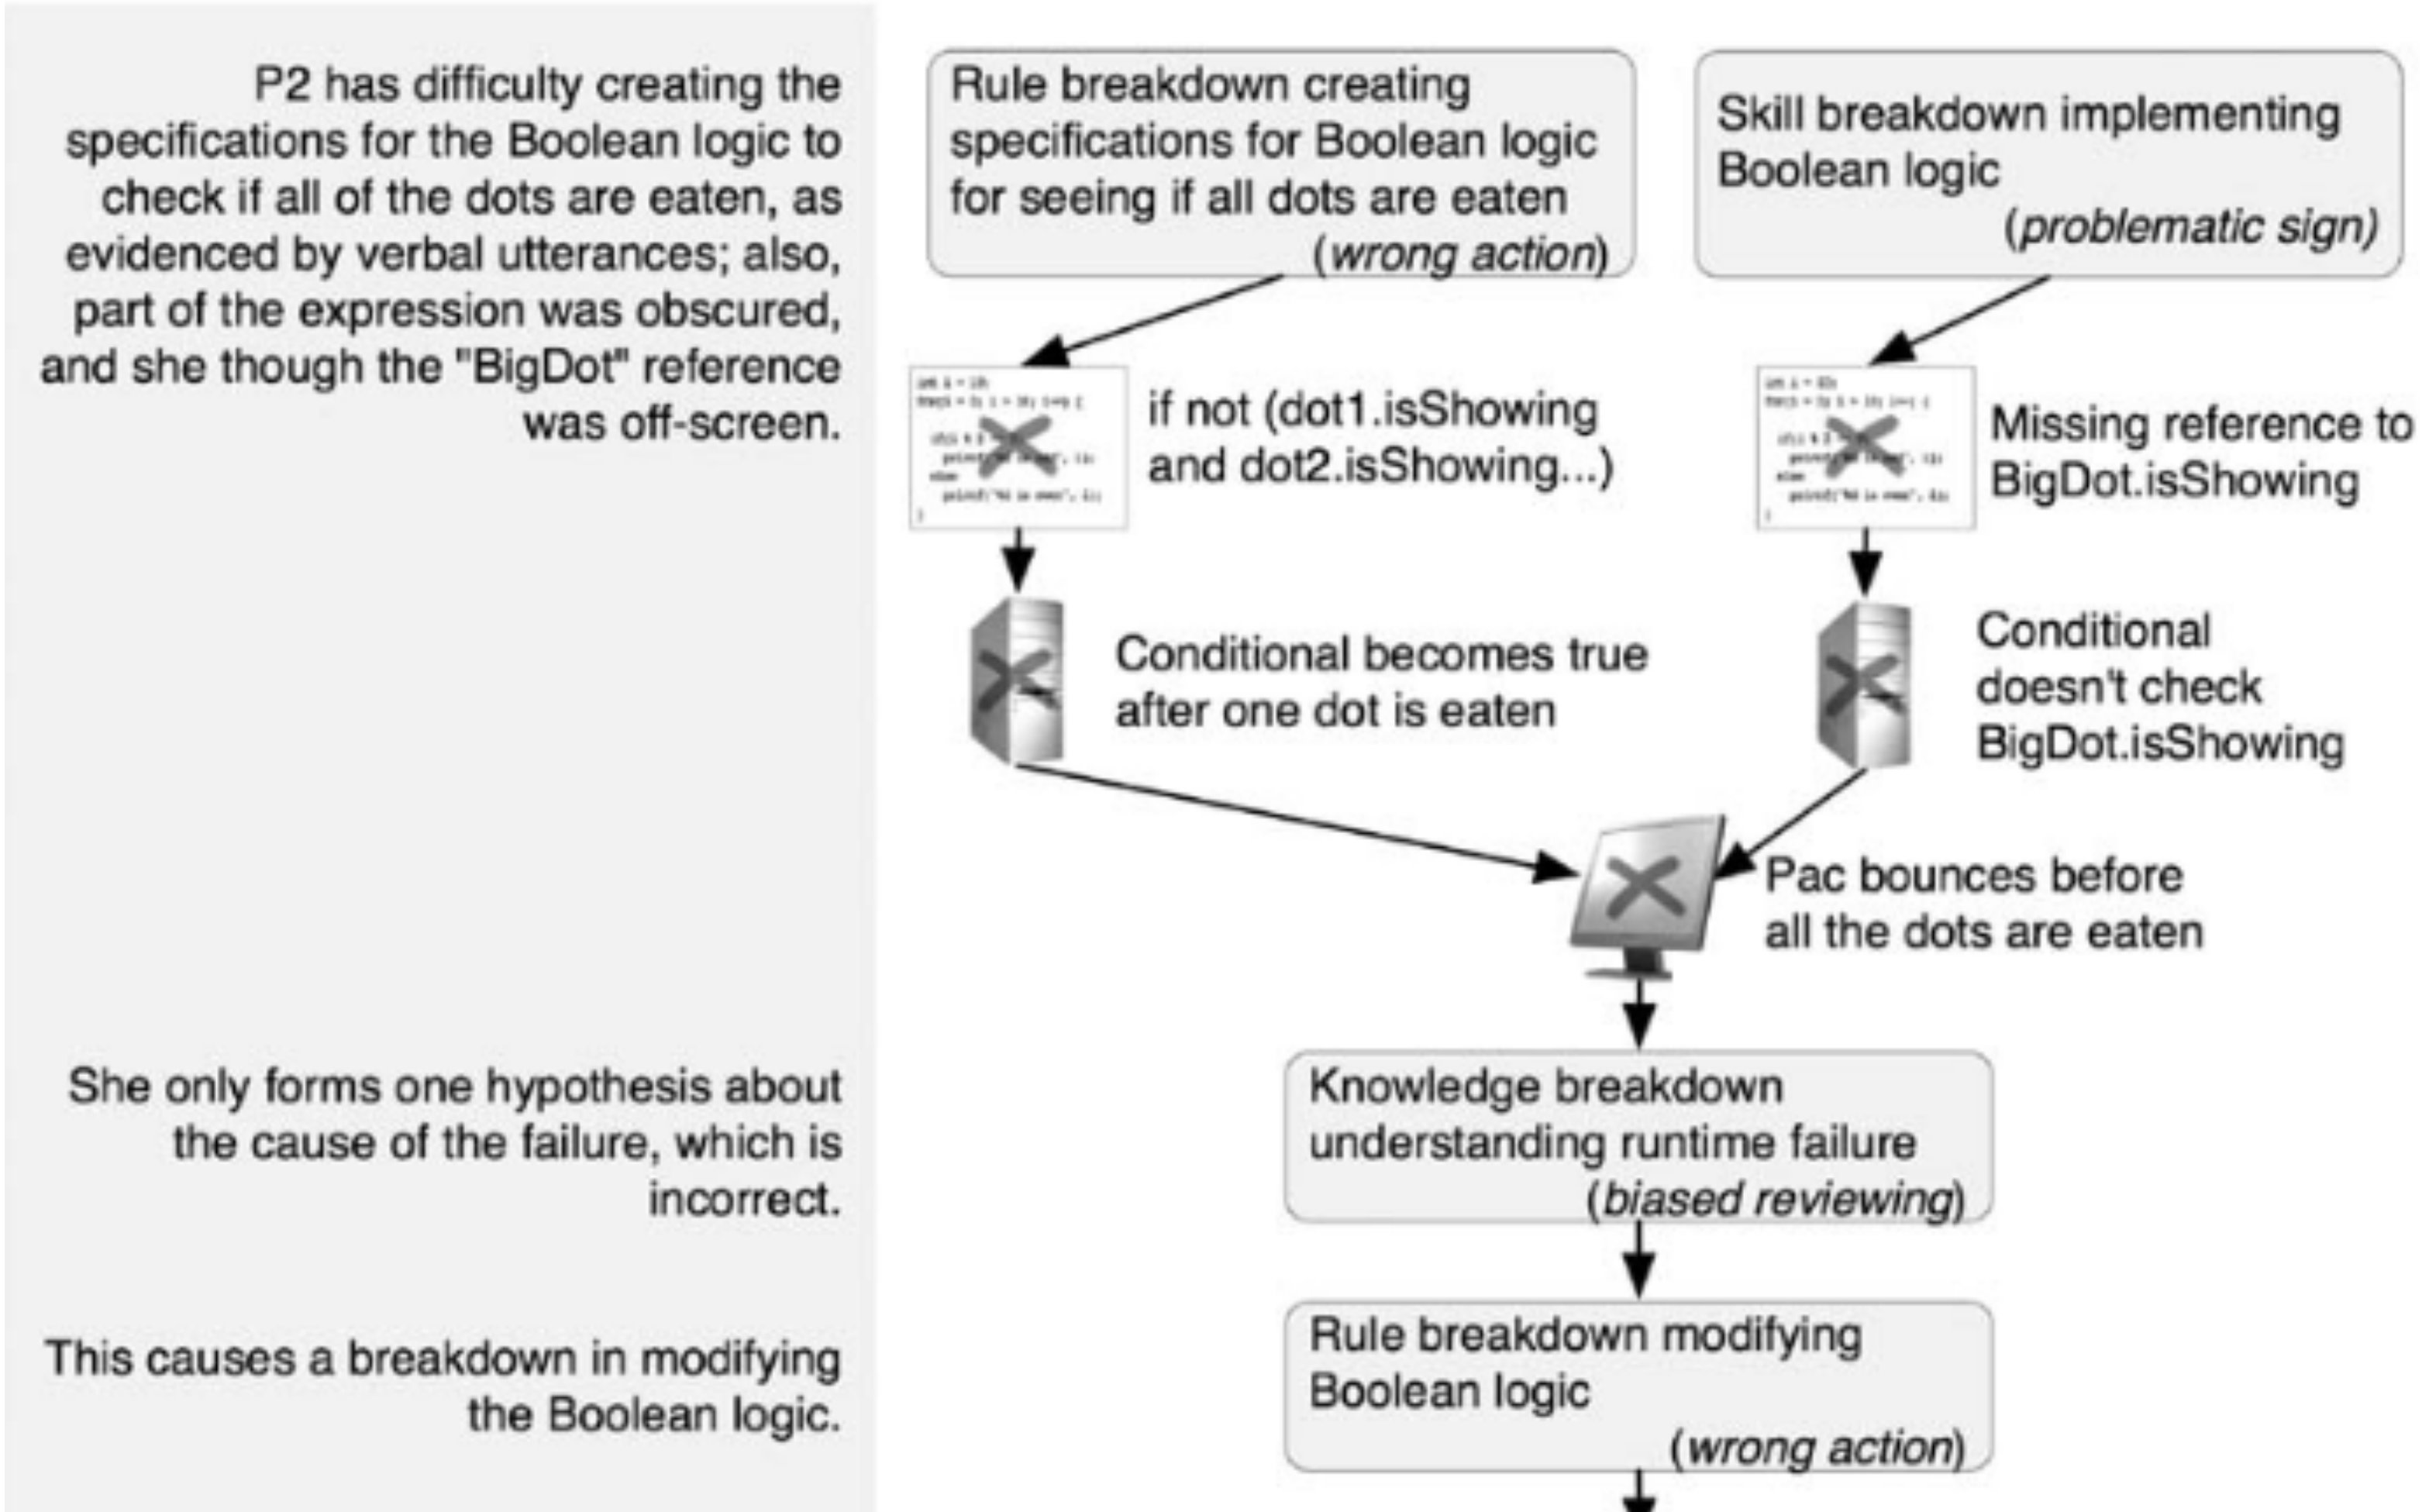 P2 has difficulty creating the
specifications for the Boolean logic to
check if all of the dots are eaten, as
evidenced by verbal utterances; also,
part of the expression was obscured,
and she though the "BigDot" reference
was off-screen.
Rule breakdown creating
specifications for Boolean logic
for seeing if all dots are eaten
(wrong action)
Skill breakdown implementing
Boolean logic
(problematic sign)
if not (dot1.isShowing
and dot2.isShowing...)
Missing reference to
BigDot.isShowing
Conditional becomes true
after one dot is eaten
Conditional
doesn't check
BigDot.isShowing
Pac bounces before
all the dots are eaten
She only forms one hypothesis about
the cause of the failure, which is
incorrect.
Knowledge breakdown
understanding runtime failure
(biased reviewing)
This causes a breakdown in modifying
the Boolean logic.
Rule breakdown modifying
Boolean logic
(wrong action)